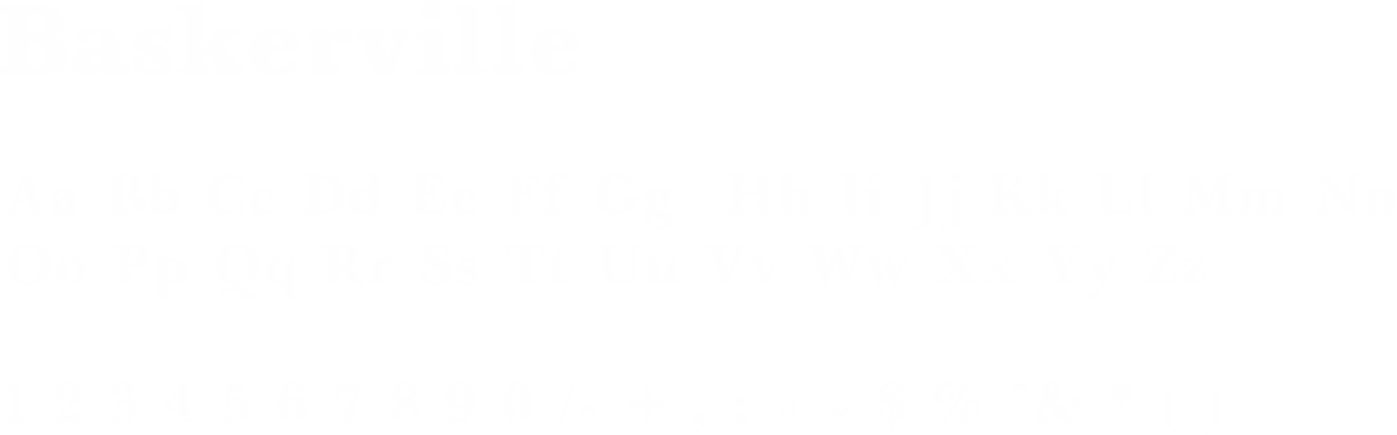 Baskerville
Aa Bb Cc Dd Ee Ff Gg Hh Ii Jj Kk Ll Mm Nn
Oo Pp Qq Rr Ss Tt Uu Vv Ww Xx Yy Zz
1 2 3 4 5 6 7 8 9 0 / - + , ; $ % & * ( )